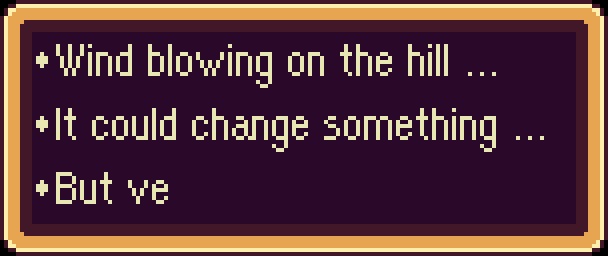 •Wind blowing on the hill ...
•It could change something ...
•But ve